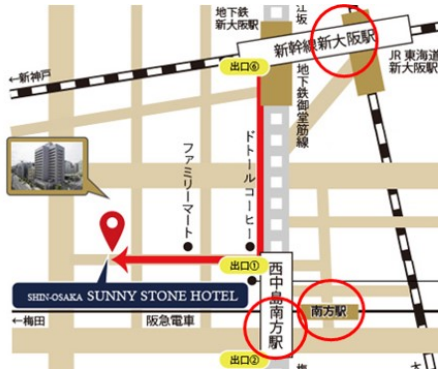 地下鉄
新大阪駅
江坂
新幹線新大阪駅
←新神戸
出口⑥
地下鉄御堂筋線
JR東海道
新大阪駅
ファミリーマート
ドトールコーヒー
出口①
SHIN-OSAKA SUNNY STONE HOTEL
西中島南方駅
←梅田
阪急電車
南方駅
出口②
梅